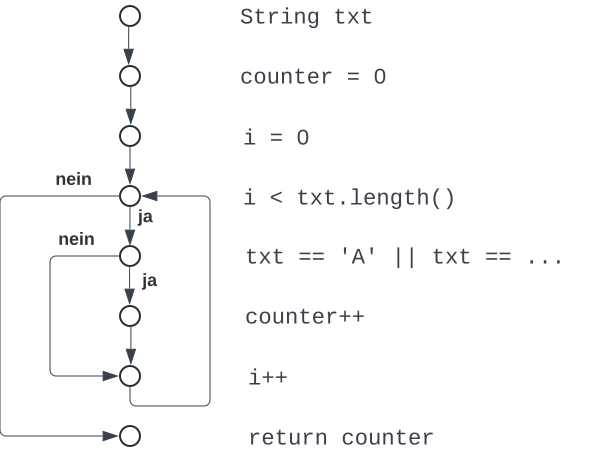 String txt
counter = 0
i = 0
nein
i < txt.length()
ja
nein
txt == 'A' || txt == ...
ja
counter++
i++
return counter